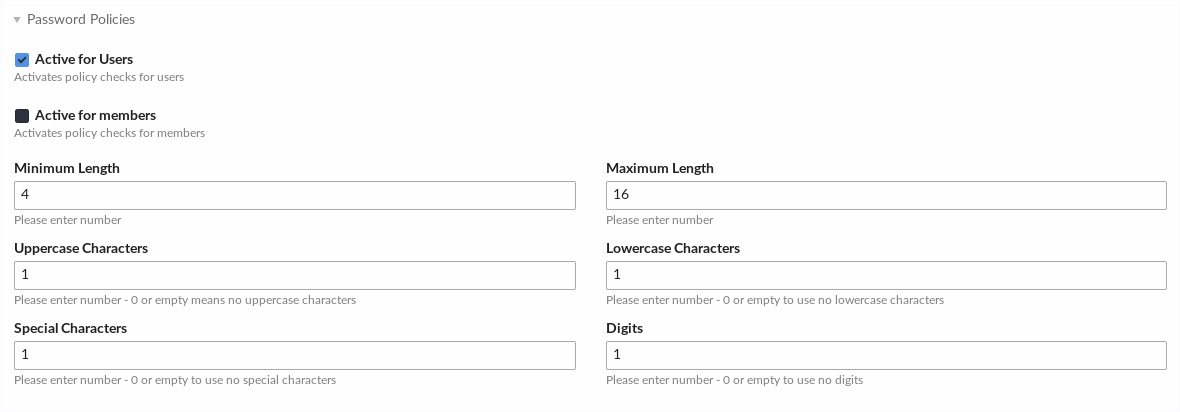 Password Policies
Active for Users
Activates policy checks for users
Active for members
Activates policy checks for members
Minimum Length
Maximum Length
4
16
Please enter number
Please enter number
Uppercase Characters
Lowercase Characters
1
1
Please enter number - 0 or empty means no uppercase characters
Please enter number - 0 or empty to use no lowercase characters
Special Characters
Digits
1
1
Please enter number - 0 or empty to use no special characters
Please enter number - 0 or empty to use no digits